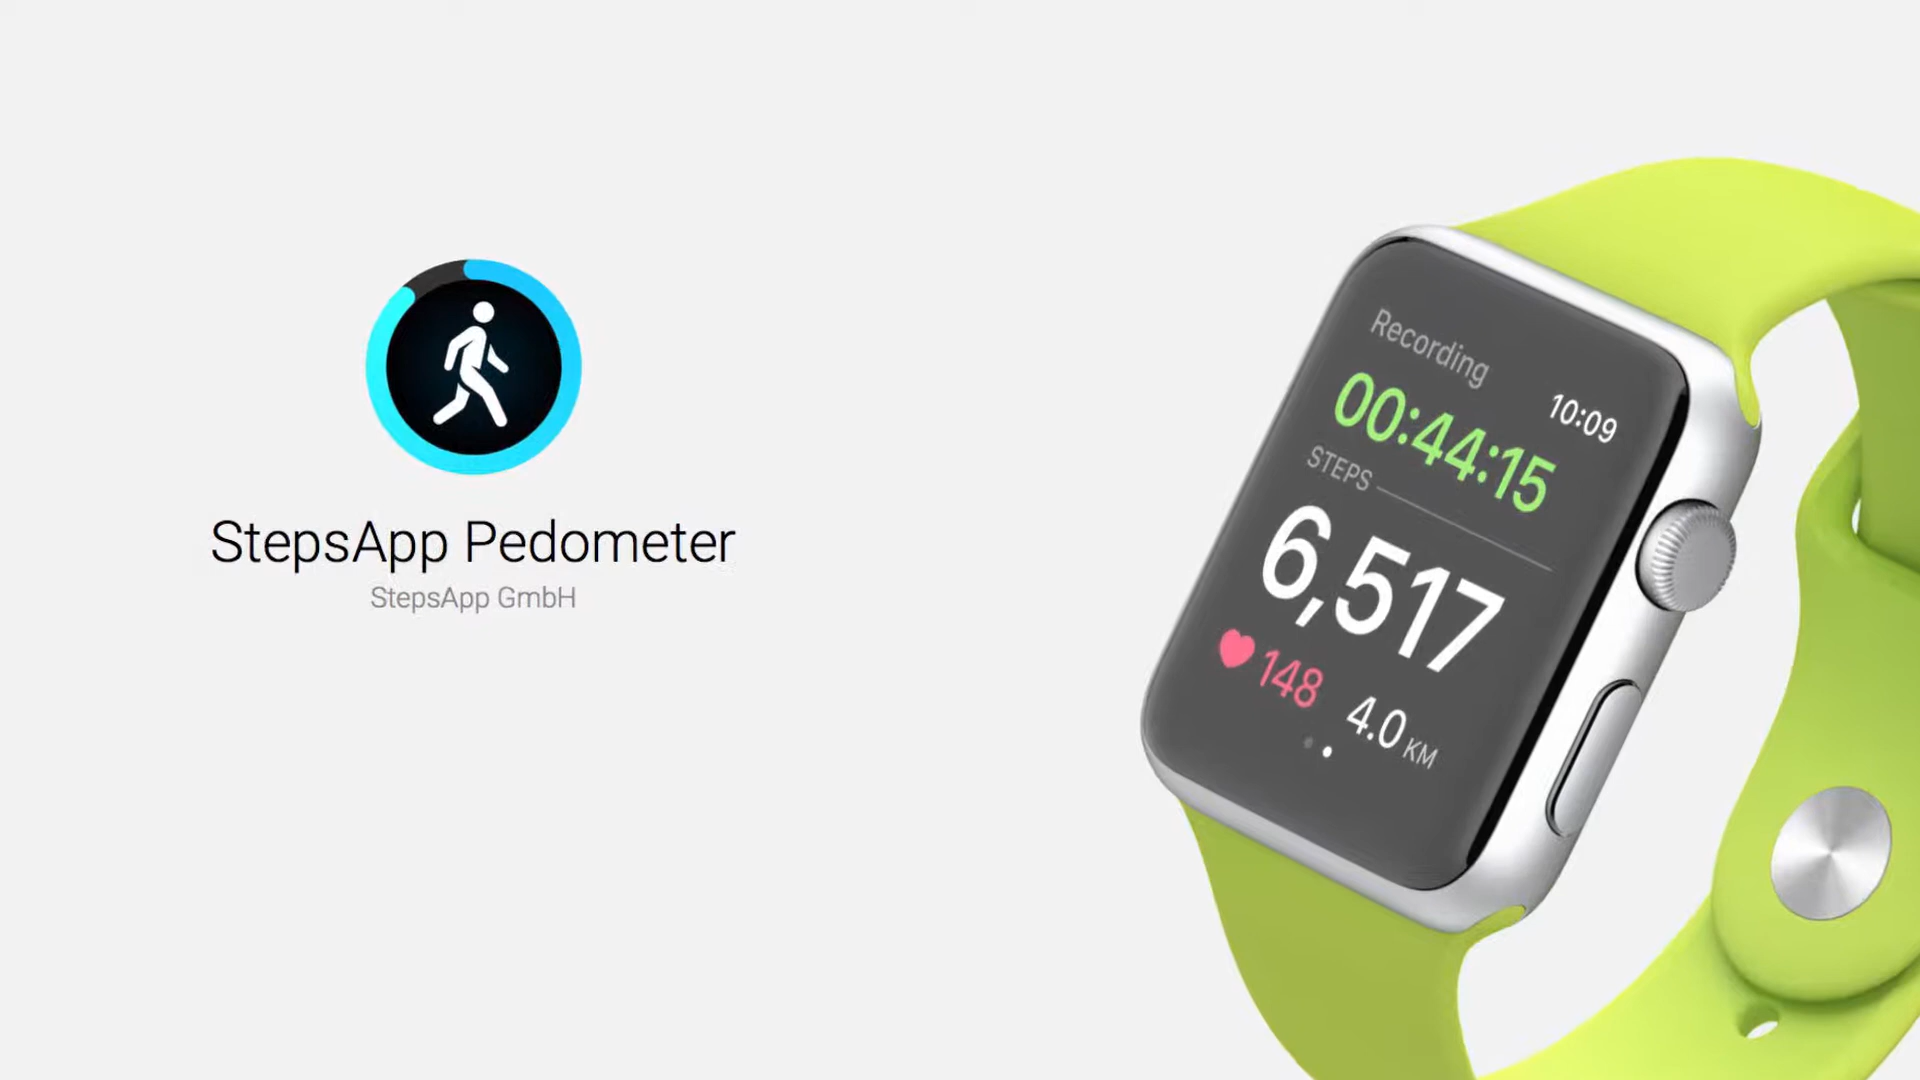 StepsApp Pedometer
StepsApp GmbH
Recording
10:09
00:44:15
STEPS
6,517
148
4.0 KM